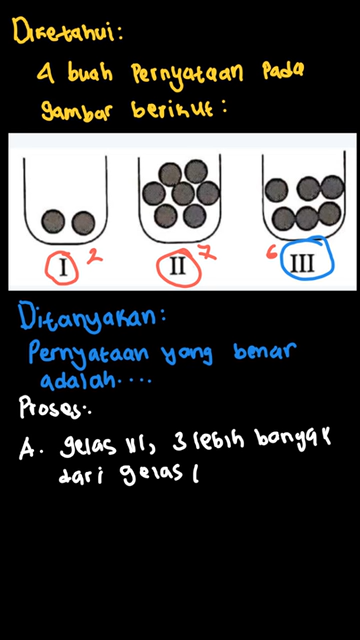 Diketahui:
4 buah Pernyataan Pada
gambar berikut:
I 2 II 7 6 III
Ditanyakan:
Pernyataan yang benar
adalah....
Proses:
A. gelas III, 3 lebih banyak
dari gelas I